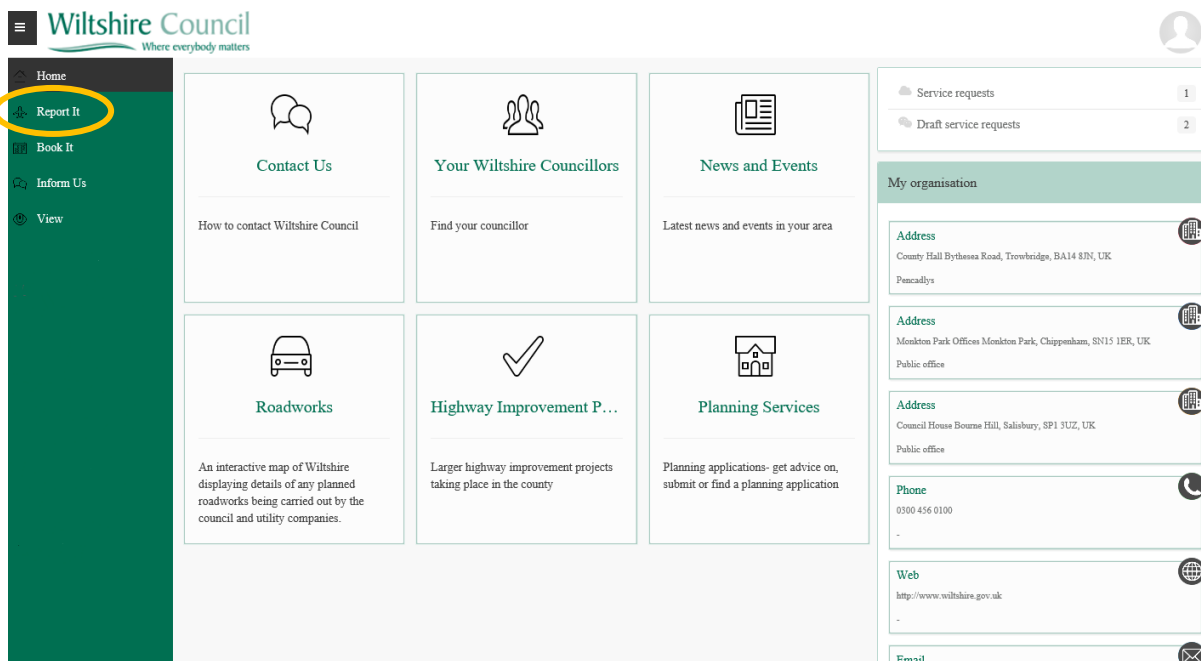 Wiltshire Council
Where everybody matters
Home
Report It
Book It
Inform Us
View
Contact Us
How to contact Wiltshire Council
Your Wiltshire Councillors
Find your councillor
News and Events
Latest news and events in your area
Roadworks
An interactive map of Wiltshire
displaying details of any planned
roadworks being carried out by the
council and utility companies.
Highway Improvement P...
Larger highway improvement projects
taking place in the county
Planning Services
Planning applications- get advice on,
submit or find a planning application
Service requests 1
Draft service requests 2
My organisation
Address
County Hall Bythesea Road, Trowbridge, BA14 8JN, UK
Pencadlys
Address
Monkton Park Offices Monkton Park, Chippenham, SN15 1ER, UK
Public office
Address
Council House Bourne Hill, Salisbury, SP1 3UZ, UK
Public office
Phone
0300 456 0100
-
Web
http://www.wiltshire.gov.uk
-
Email